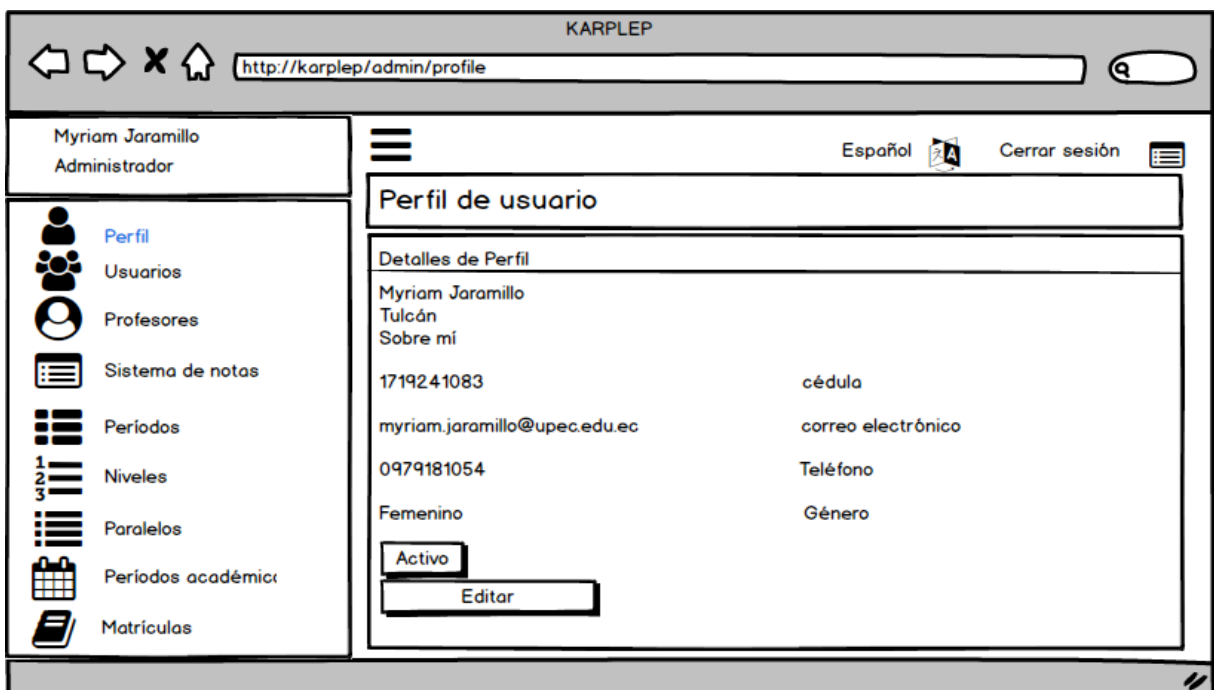 KARPLEP
http://karplep/admin/profile
Myriam Jaramillo
Administrador
Español
Cerrar sesión
Perfil de usuario
Perfil
Usuarios
Profesores
Sistema de notas
Períodos
Niveles
Paralelos
Períodos académic
Matrículas
Detalles de Perfil
Myriam Jaramillo
Tulcán
Sobre mí
1719241083 cédula
myriam.jaramillo@upec.edu.ec correo electrónico
0979181054 Teléfono
Femenino Género
Activo
Editar